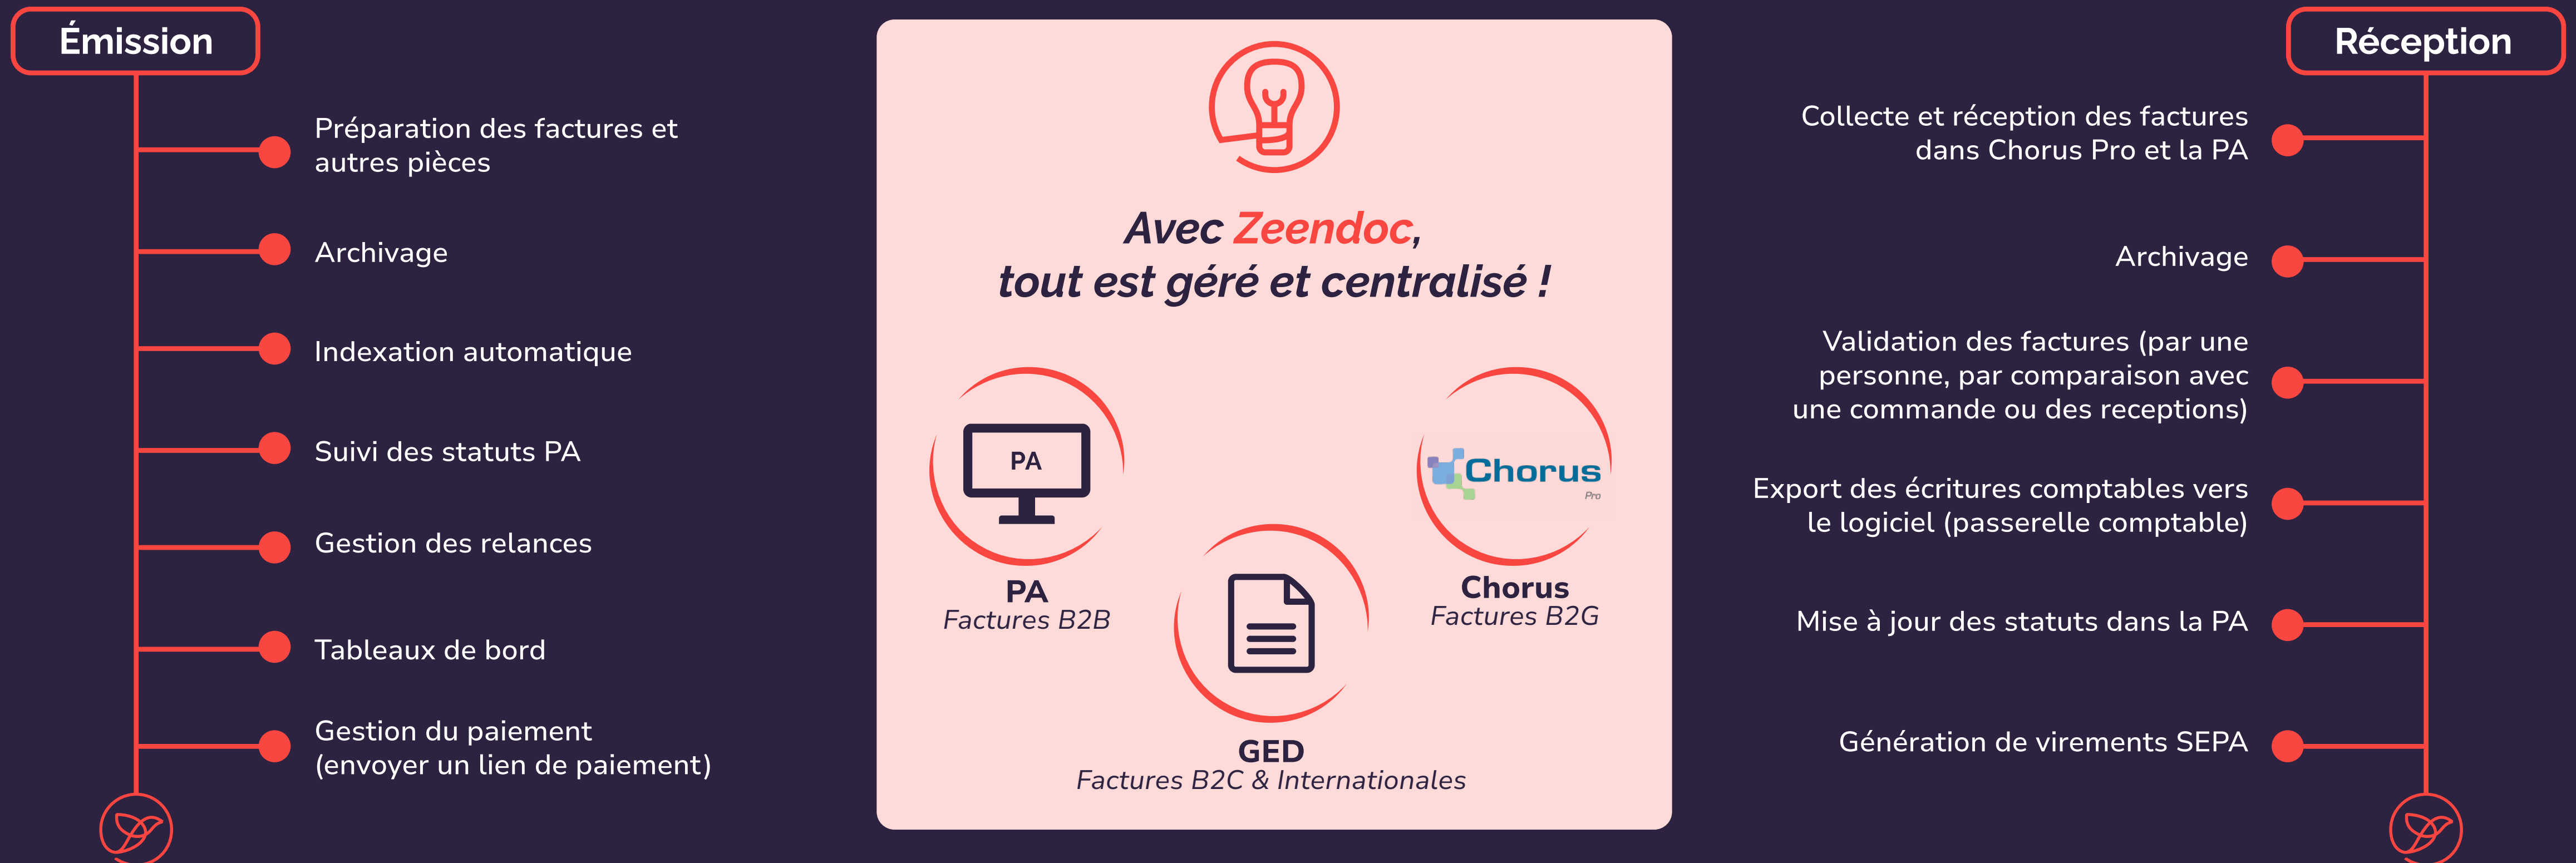 Émission
Préparation des factures et
autres pièces
Archivage
Indexation automatique
Suivi des statuts PA
Gestion des relances
Tableaux de bord
Gestion du paiement
(envoyer un lien de paiement)
Avec Zeendoc,
tout est géré et centralisé !
PA
PA
Factures B2B
Chorus
Pro
Chorus
Factures B2G
GED
Factures B2C & Internationales
Réception
Collecte et réception des factures
dans Chorus Pro et la PA
Archivage
Validation des factures (par une
personne, par comparaison avec
une commande ou des receptions)
Export des écritures comptables vers
le logiciel (passerelle comptable)
Mise à jour des statuts dans la PA
Génération de virements SEPA